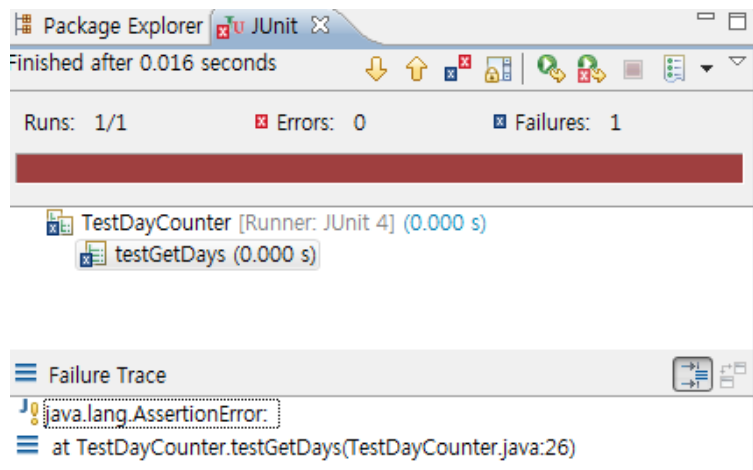 Package Explorer JUnit
Finished after 0.016 seconds
Runs: 1/1 Errors: 0 Failures: 1
TestDayCounter [Runner: JUnit 4] (0.000 s)
testGetDays (0.000 s)
Failure Trace
java.lang.AssertionError:
at TestDayCounter.testGetDays(TestDayCounter.java:26)